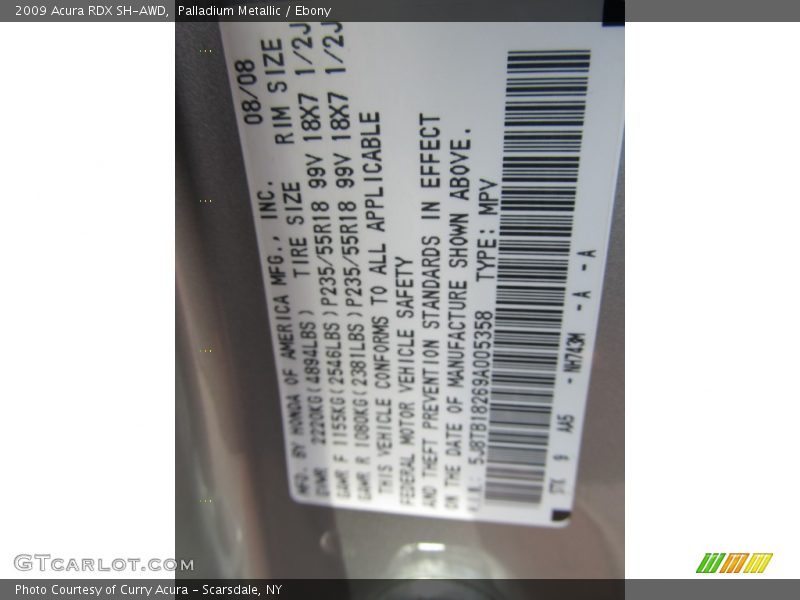 2009 Acura RDX SH-AWD, Palladium Metallic / Ebony
MFD. BY HONDA OF AMERICA MFG., INC. 08/08
GVWR 2220KG(4894LBS) TIRE SIZE RIM SIZE
GAWR F 1155KG(2546LBS)P235/55R18 99V 18X7 1/2J
GAWR R 1080KG(2381LBS)P235/55R18 99V 18X7 1/2J
THIS VEHICLE CONFORMS TO ALL APPLICABLE
FEDERAL MOTOR VEHICLE SAFETY
AND THEFT PREVENTION STANDARDS IN EFFECT
ON THE DATE OF MANUFACTURE SHOWN ABOVE.
V.I.N.: 5J8TB18269A005358 TYPE: MPV
STK 9 AA5 - NH743M - A - A
GTcarlot.com
Photo Courtesy of Curry Acura - Scarsdale, NY